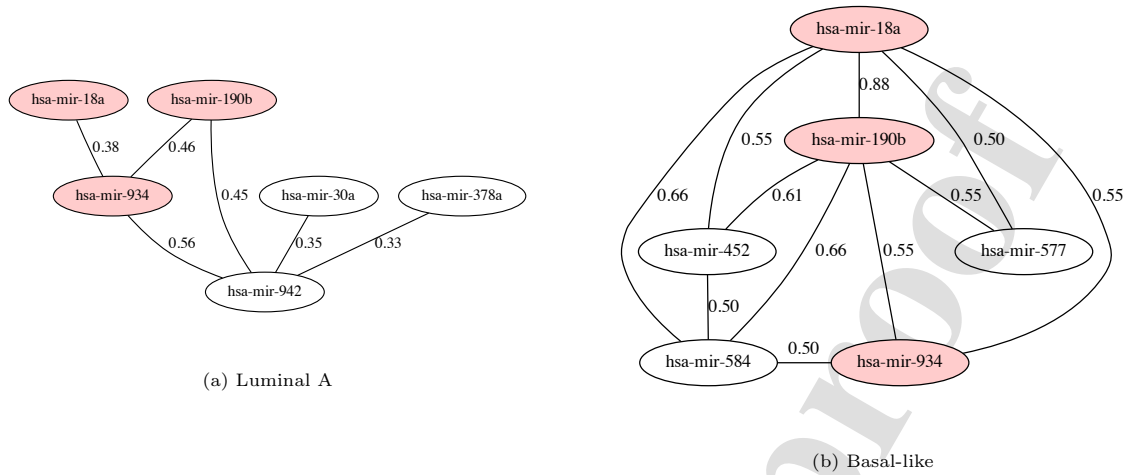 hsa-mir-18a
hsa-mir-190b
0.38
0.46
hsa-mir-934
hsa-mir-30a
hsa-mir-378a
0.45
0.56
0.35
0.33
hsa-mir-942
(a) Luminal A
hsa-mir-18a
0.88
0.55
0.50
hsa-mir-190b
0.66
0.61
0.55
0.55
hsa-mir-452
0.66
0.55
hsa-mir-577
0.50
hsa-mir-584
0.50
hsa-mir-934
(b) Basal-like
proof